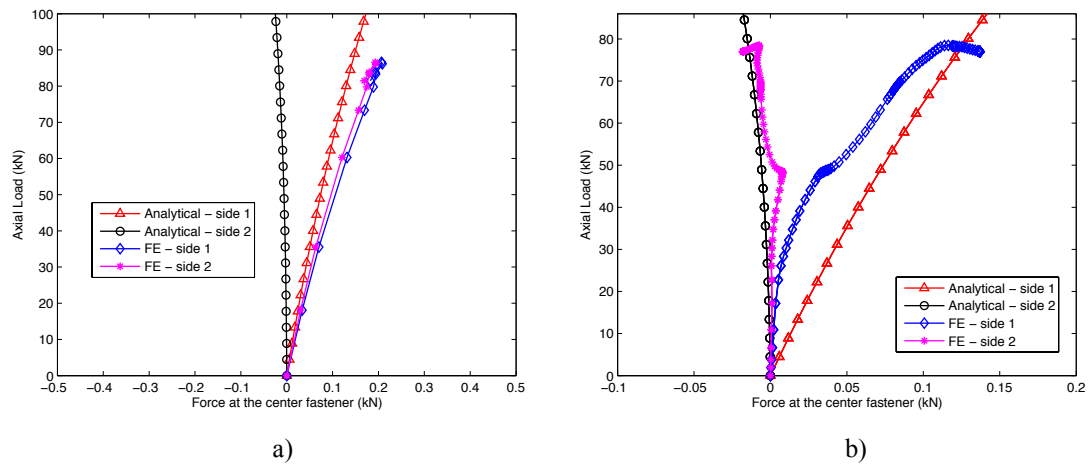 100
90
80
70
60
50
40
30
20
10
0
Axial Load (kN)
−0.5 −0.4 −0.3 −0.2 −0.1 0 0.1 0.2 0.3 0.4 0.5
Force at the center fastener (kN)
Analytical − side 1
Analytical − side 2
FE − side 1
FE − side 2
a)
80
70
60
50
40
30
20
10
0
Axial Load (kN)
−0.1 −0.05 0 0.05 0.1 0.15 0.2
Force at the center fastener (kN)
Analytical − side 1
Analytical − side 2
FE − side 1
FE − side 2
b)